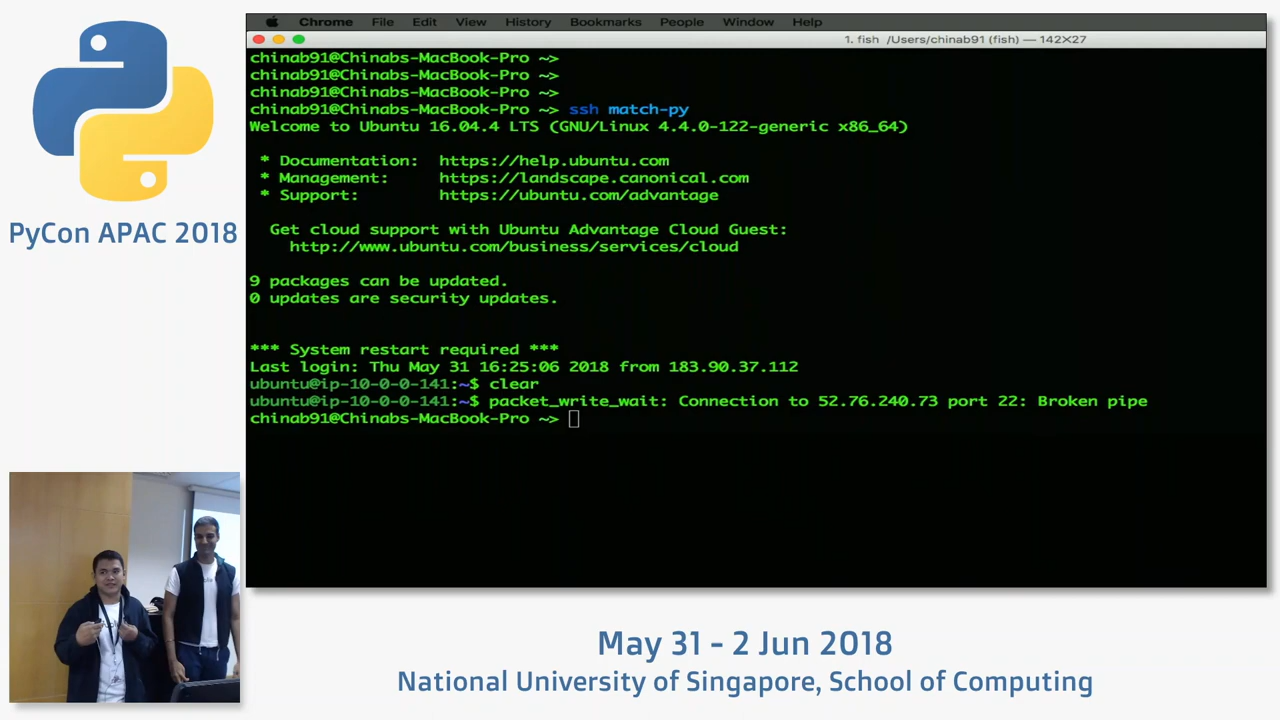 PyCon APAC 2018
Chrome File Edit View History Bookmarks People Window Help
1. fish /Users/chinab91 (fish) — 142×27
chinab91@Chinabs-MacBook-Pro ~>
chinab91@Chinabs-MacBook-Pro ~>
chinab91@Chinabs-MacBook-Pro ~>
chinab91@Chinabs-MacBook-Pro ~> ssh match-py
Welcome to Ubuntu 16.04.4 LTS (GNU/Linux 4.4.0-122-generic x86_64)
* Documentation: https://help.ubuntu.com
* Management: https://landscape.canonical.com
* Support: https://ubuntu.com/advantage
Get cloud support with Ubuntu Advantage Cloud Guest:
http://www.ubuntu.com/business/services/cloud
9 packages can be updated.
0 updates are security updates.
*** System restart required ***
Last login: Thu May 31 16:25:06 2018 from 183.90.37.112
ubuntu@ip-10-0-0-141:~$ clear
ubuntu@ip-10-0-0-141:~$ packet_write_wait: Connection to 52.76.240.73 port 22: Broken pipe
chinab91@Chinabs-MacBook-Pro ~>
May 31 - 2 Jun 2018
National University of Singapore, School of Computing